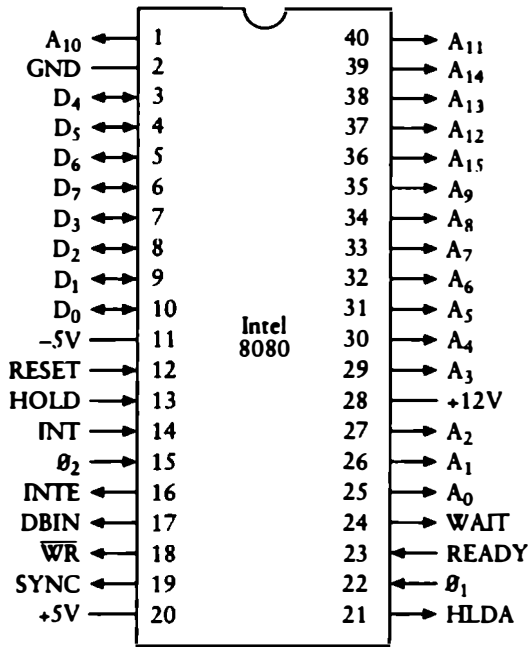 A₁₀ 1 40 A₁₁
GND 2 39 A₁₄
D₄ 3 38 A₁₃
D₅ 4 37 A₁₂
D₆ 5 36 A₁₅
D₇ 6 35 A₉
D₃ 7 34 A₈
D₂ 8 33 A₇
D₁ 9 32 A₆
D₀ 10 31 A₅
Intel
8080
–5V 11 30 A₄
RESET 12 29 A₃
HOLD 13 28 +12V
INT 14 27 A₂
Ø₂ 15 26 A₁
I̅N̅T̅E̅ 16 25 A₀
DBIN 17 24 WAIT
W̅R̅ 18 23 READY
SYNC 19 22 Ø₁
+5V 20 21 HLDA